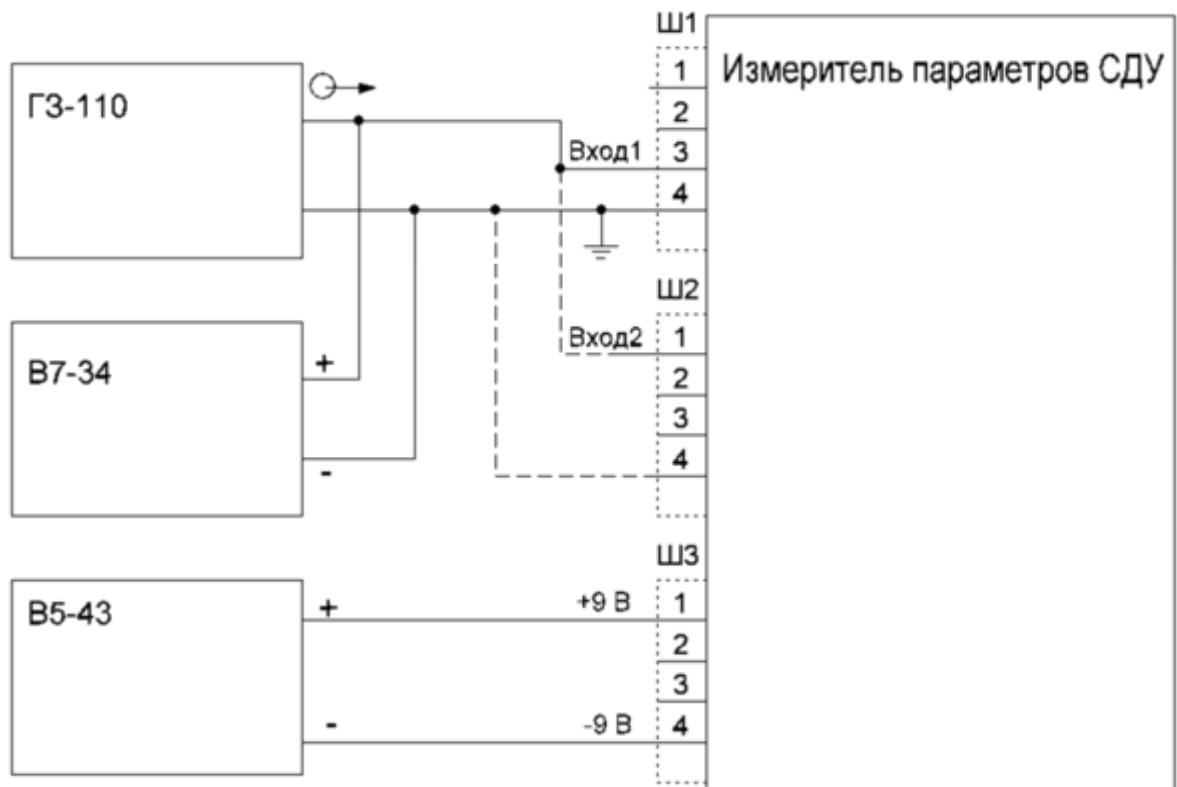 Ш1
1
2
3
4
Измеритель параметров СДУ
ГЗ-110
Вход1
Ш2
1
2
3
4
Вход2
В7-34
+
-
Ш3
1
2
3
4
В5-43
+
-
+9 В
-9 В